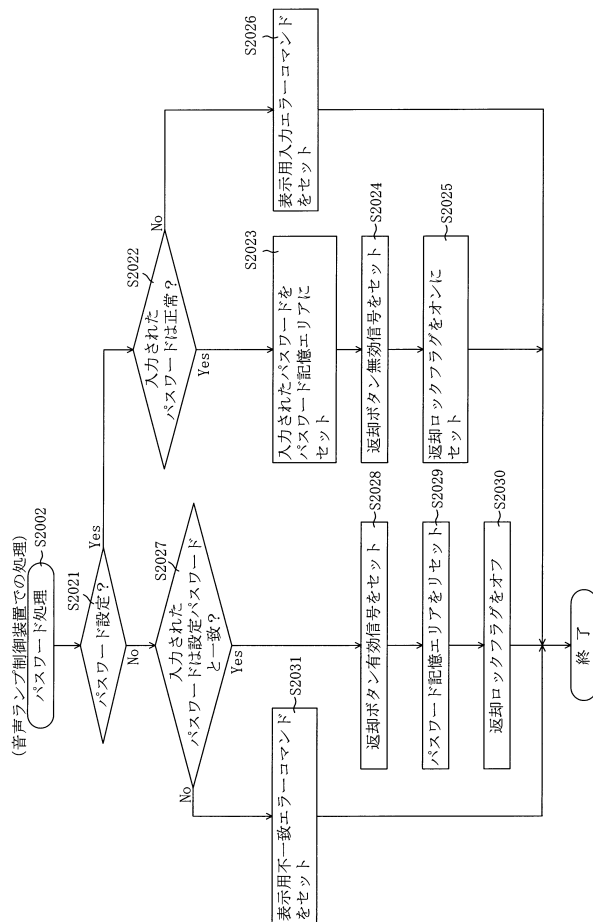 (音声ランプ制御装置での処理)
パスワード処理
S2002
S2021
パスワード設定？
Yes
No
S2022
入力された
パスワードは正常？
No
Yes
S2023
入力されたパスワードを
パスワード記憶エリアに
セット
S2024
返却ボタン無効信号をセット
S2025
返却ロックフラグをオンに
セット
S2026
表示用入力エラーコマンド
をセット
S2027
入力された
パスワードは設定パスワード
と一致？
Yes
No
S2028
返却ボタン有効信号をセット
S2029
パスワード記憶エリアをリセット
S2030
返却ロックフラグをオフ
S2031
表示用不一致エラーコマンド
をセット
終了